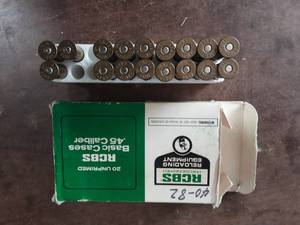 RCBS
Basic Cases
45 Caliber
20 UNPRIMED
RELOADING
EQUIPMENT
RCBS
40-82